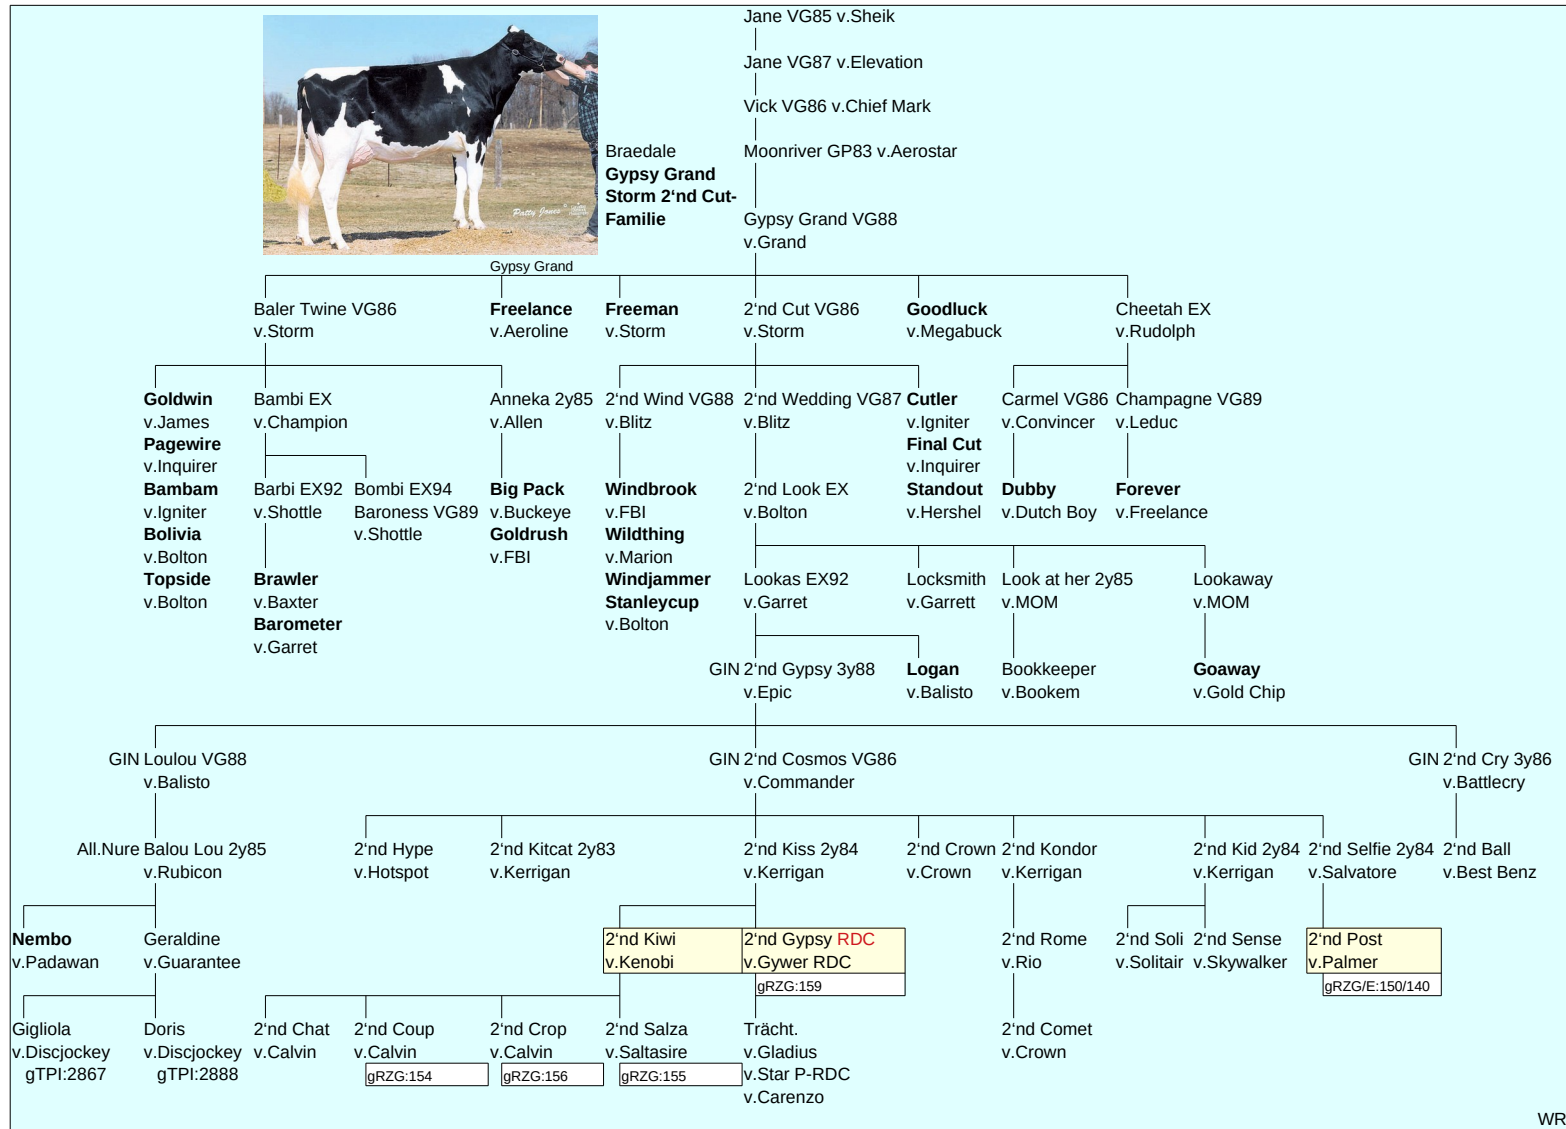 Jane VG85 v.Sheik
Jane VG87 v.Elevation
Vick VG86 v.Chief Mark
Braedale
Gypsy Grand
Storm 2‘nd Cut-
Familie
Moonriver GP83 v.Aerostar
Gypsy Grand VG88
v.Grand
Patty Jones
Gypsy Grand
Baler Twine VG86
v.Storm
Freelance
v.Aeroline
Freeman
v.Storm
2‘nd Cut VG86
v.Storm
Goodluck
v.Megabuck
Cheetah EX
v.Rudolph
Goldwin
v.James
Pagewire
v.Inquirer
Bambam
v.Igniter
Bolivia
v.Bolton
Topside
v.Bolton
Bambi EX
v.Champion
Barbi EX92
v.Shottle
Brawler
v.Baxter
Barometer
v.Garret
Bombi EX94
Baroness VG89
v.Shottle
Anneka 2y85
v.Allen
Big Pack
v.Buckeye
Goldrush
v.FBI
2‘nd Wind VG88
v.Blitz
Windbrook
v.FBI
Wildthing
v.Marion
Windjammer
Stanleycup
v.Bolton
2‘nd Wedding VG87
v.Blitz
2‘nd Look EX
v.Bolton
Cutler
v.Igniter
Final Cut
v.Inquirer
Standout
v.Hershel
Carmel VG86
v.Convincer
Dubby
v.Dutch Boy
Champagne VG89
v.Leduc
Forever
v.Freelance
Lookas EX92
v.Garret
Locksmith
v.Garrett
Look at her 2y85
v.MOM
Lookaway
v.MOM
GIN 2‘nd Gypsy 3y88
v.Epic
Logan
v.Balisto
Bookkeeper
v.Bookem
Goaway
v.Gold Chip
GIN Loulou VG88
v.Balisto
GIN 2‘nd Cosmos VG86
v.Commander
GIN 2‘nd Cry 3y86
v.Battlecry
All.Nure Balou Lou 2y85
v.Rubicon
2‘nd Hype
v.Hotspot
2‘nd Kitcat 2y83
v.Kerrigan
2‘nd Kiss 2y84
v.Kerrigan
2‘nd Crown
v.Crown
2‘nd Kondor
v.Kerrigan
2‘nd Kid 2y84
v.Kerrigan
2‘nd Selfie 2y84
v.Salvatore
2‘nd Ball
v.Best Benz
Nembo
v.Padawan
Geraldine
v.Guarantee
2‘nd Kiwi
v.Kenobi
2‘nd Gypsy RDC
v.Gywer RDC
gRZG:159
2‘nd Rome
v.Rio
2‘nd Soli
v.Solitair
2‘nd Sense
v.Skywalker
2‘nd Post
v.Palmer
gRZG/E:150/140
Gigliola
v.Discjockey
gTPI:2867
Doris
v.Discjockey
gTPI:2888
2‘nd Chat
v.Calvin
2‘nd Coup
v.Calvin
gRZG:154
2‘nd Crop
v.Calvin
gRZG:156
2‘nd Salza
v.Saltasire
gRZG:155
Trächt.
v.Gladius
v.Star P-RDC
v.Carenzo
2‘nd Comet
v.Crown
WR